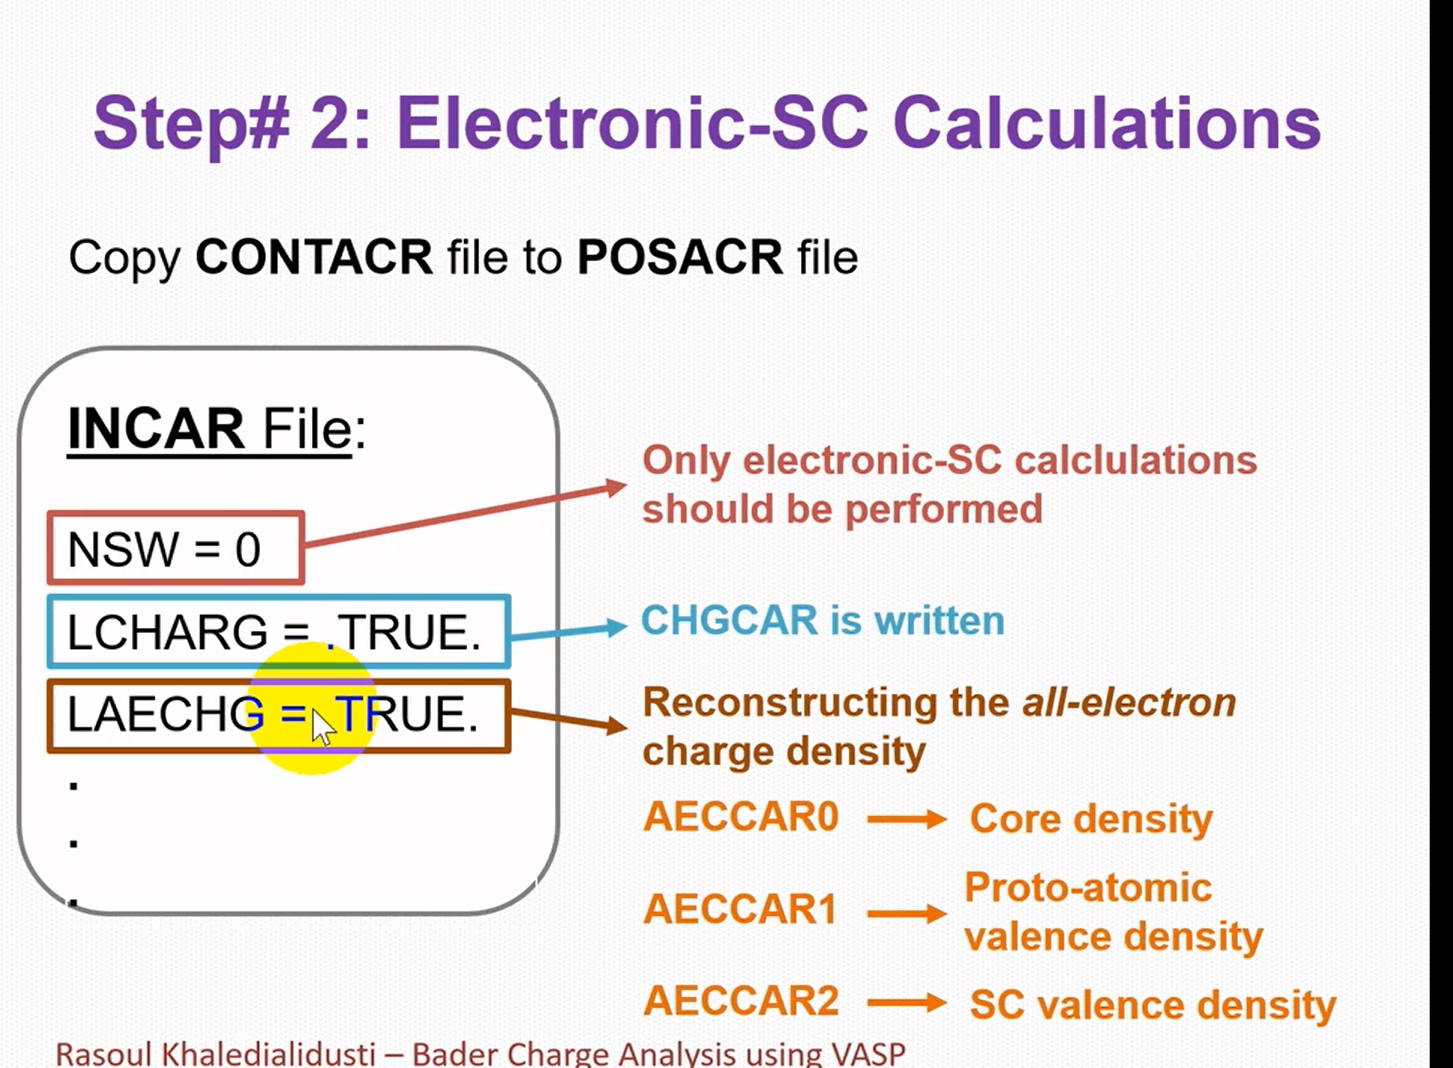 Step# 2: Electronic-SC Calculations
Copy CONTACR file to POSACR file
INCAR File:
NSW = 0
LCHARG = .TRUE.
LAECHG = .TRUE.
.
.
.
Only electronic-SC calclulations
should be performed
CHGCAR is written
Reconstructing the all-electron
charge density
AECCAR0 → Core density
AECCAR1 → Proto-atomic
valence density
AECCAR2 → SC valence density
Rasoul Khaledialidusti – Bader Charge Analysis using VASP